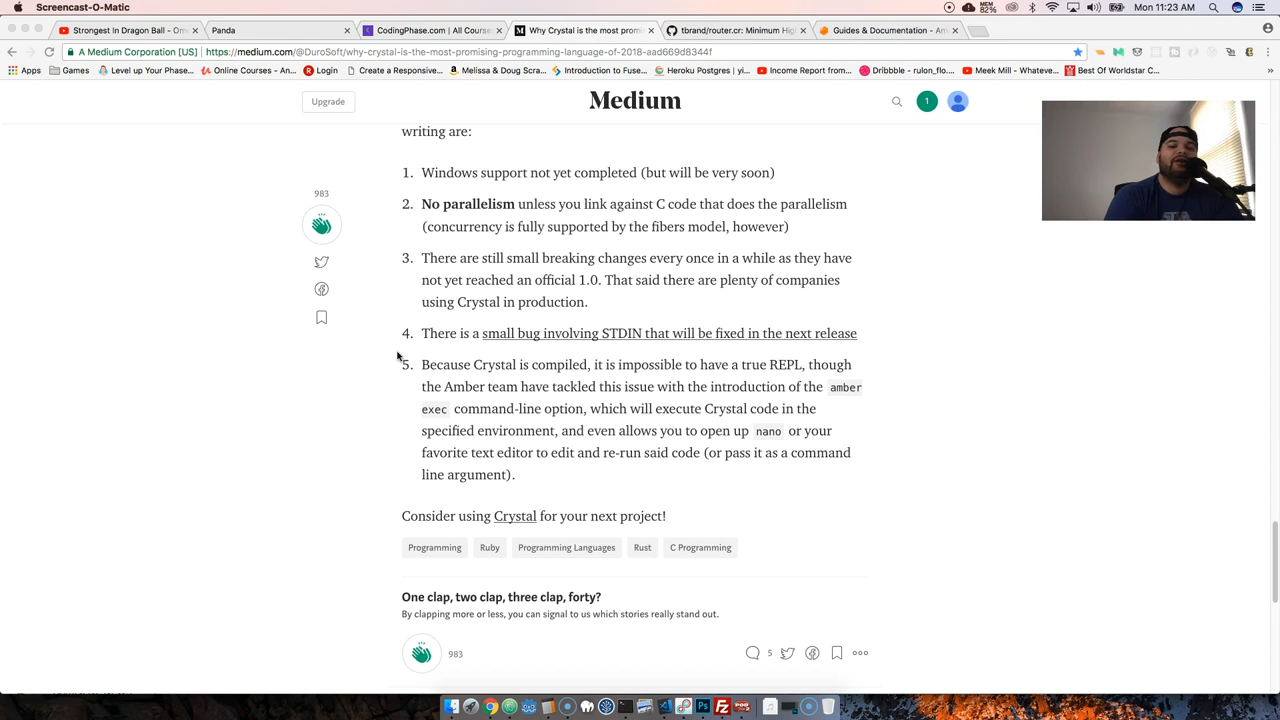 Screencast-O-Matic
MEM 82%
Mon 11:23 AM
Strongest In Dragon Ball - Om
Panda
CodingPhase.com | All Course
Why Crystal is the most promi
tbrand/router.cr: Minimum Hig
Guides & Documentation - Am
A Medium Corporation [US]
https://medium.com/@DuroSoft/why-crystal-is-the-most-promising-programming-language-of-2018-aad669d8344f
Apps
Games
Level up Your Phase...
Online Courses - An...
Login
Create a Responsive...
Melissa & Doug Scra...
Introduction to Fuse...
Heroku Postgres | yi...
Income Report from...
Dribbble - rulon_flo...
Meek Mill - Whateve...
Best Of Worldstar C...
»
Upgrade
Medium
1
writing are:
1. Windows support not yet completed (but will be very soon)
2. No parallelism unless you link against C code that does the parallelism
(concurrency is fully supported by the fibers model, however)
3. There are still small breaking changes every once in a while as they have
not yet reached an official 1.0. That said there are plenty of companies
using Crystal in production.
4. There is a small bug involving STDIN that will be fixed in the next release
5. Because Crystal is compiled, it is impossible to have a true REPL, though
the Amber team have tackled this issue with the introduction of the amber
exec command-line option, which will execute Crystal code in the
specified environment, and even allows you to open up nano or your
favorite text editor to edit and re-run said code (or pass it as a command
line argument).
983
Consider using Crystal for your next project!
Programming
Ruby
Programming Languages
Rust
C Programming
One clap, two clap, three clap, forty?
By clapping more or less, you can signal to us which stories really stand out.
983
5